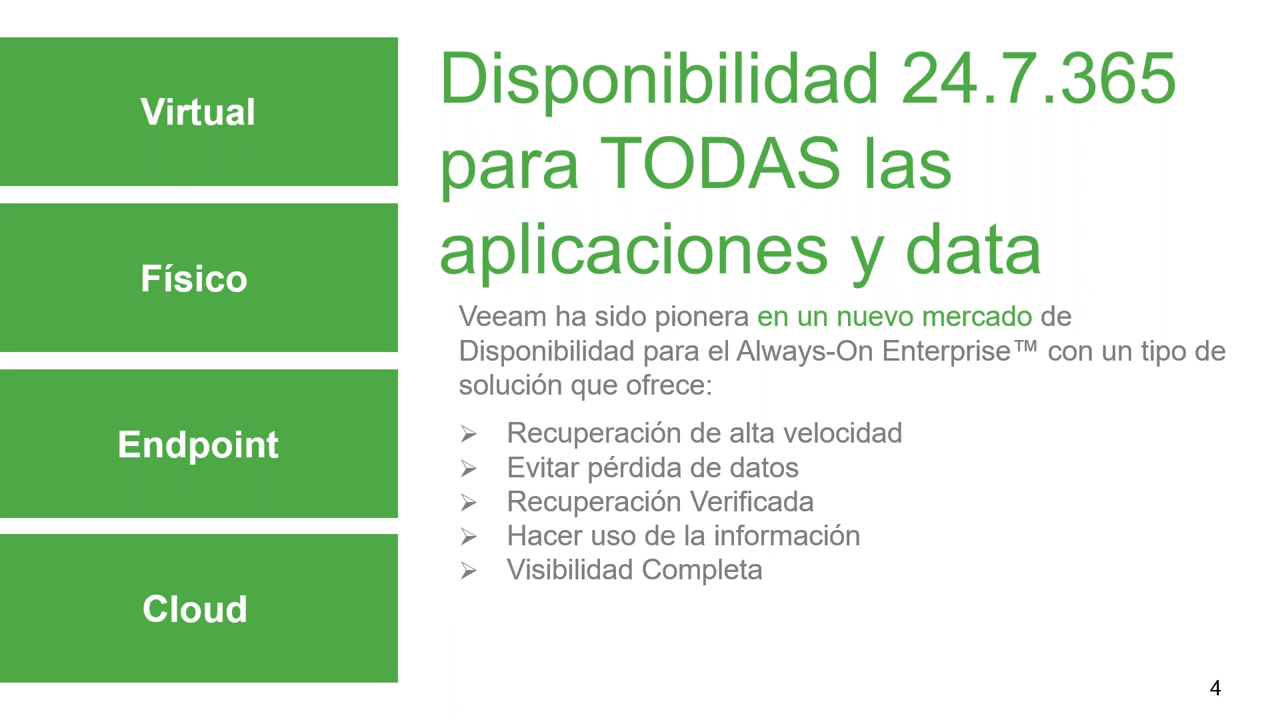 Virtual
Físico
Endpoint
Cloud
Disponibilidad 24.7.365
para TODAS las
aplicaciones y data
Veeam ha sido pionera en un nuevo mercado de
Disponibilidad para el Always-On Enterprise™ con un tipo de
solución que ofrece:
➢ Recuperación de alta velocidad
➢ Evitar pérdida de datos
➢ Recuperación Verificada
➢ Hacer uso de la información
➢ Visibilidad Completa
4